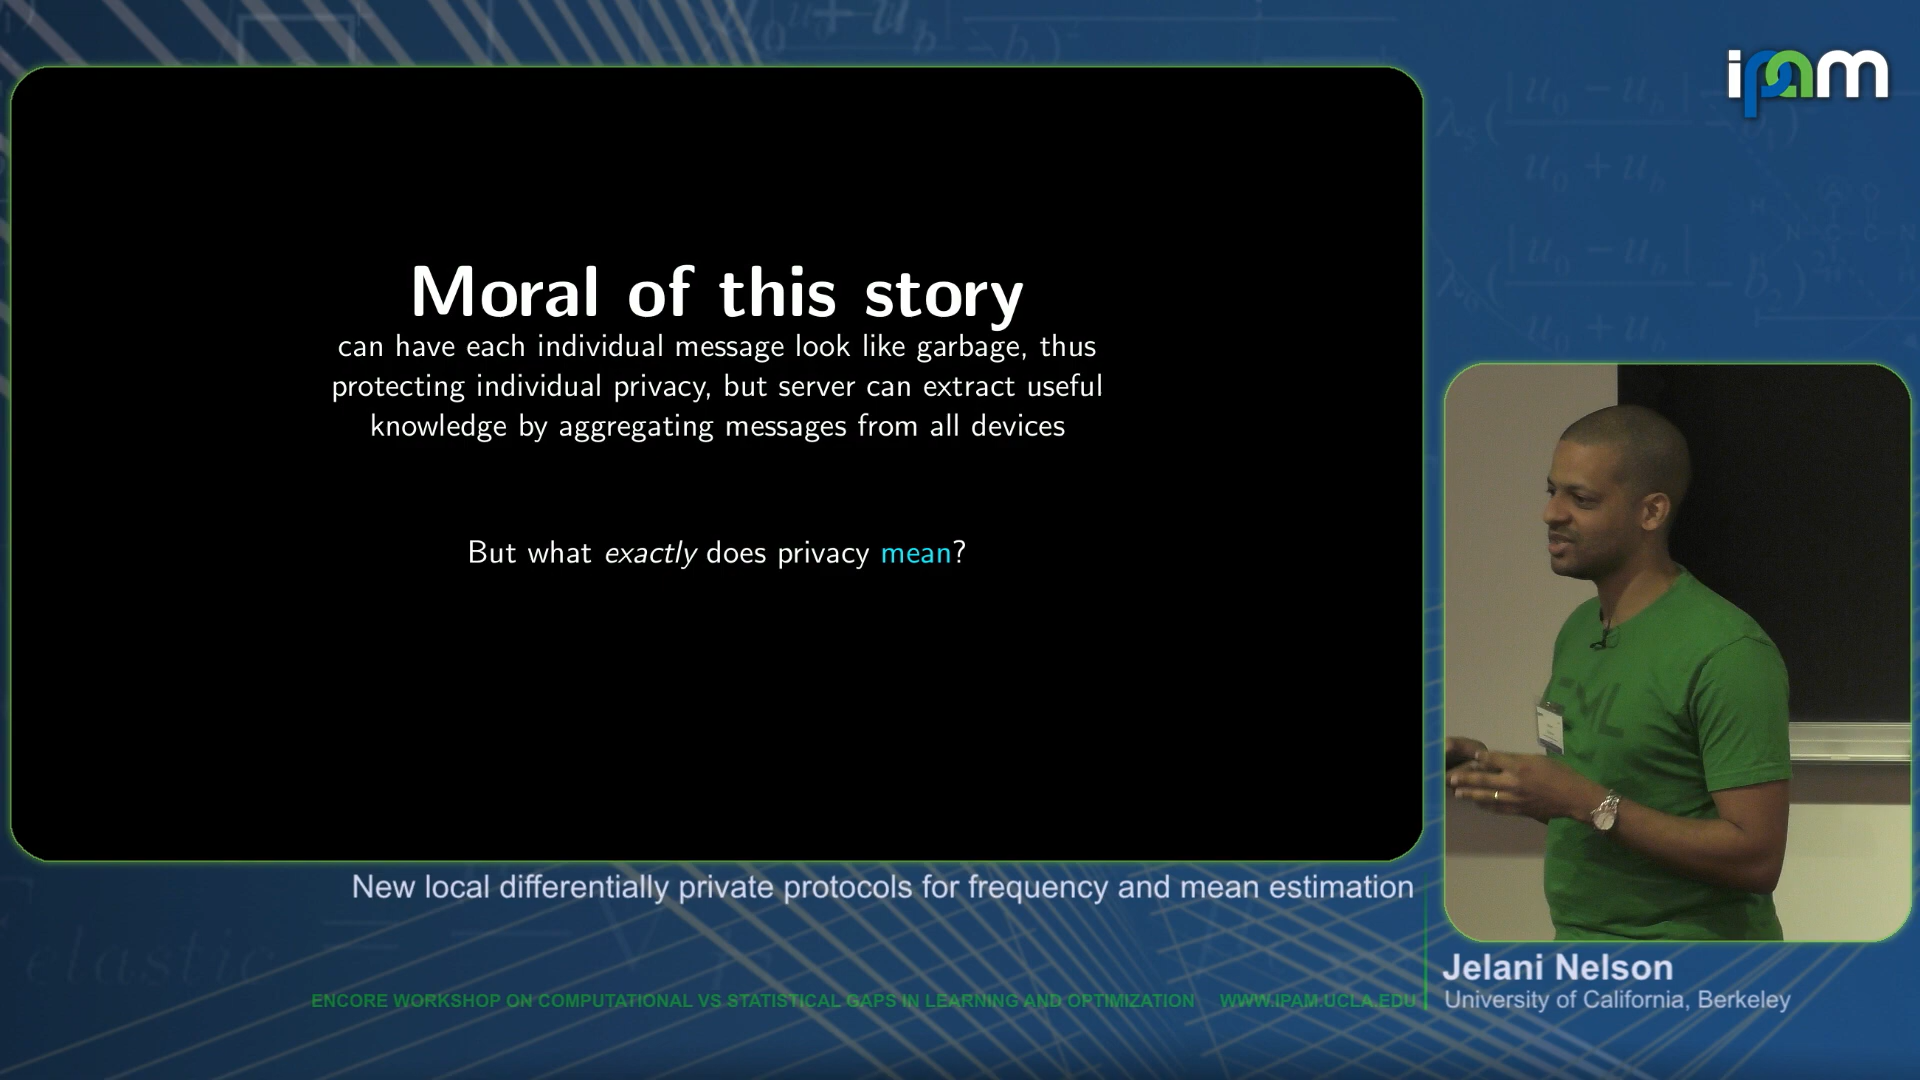 ipam
Moral of this story
can have each individual message look like garbage, thus
protecting individual privacy, but server can extract useful
knowledge by aggregating messages from all devices
But what exactly does privacy mean?
New local differentially private protocols for frequency and mean estimation
Jelani Nelson
University of California, Berkeley
ENCORE WORKSHOP ON COMPUTATIONAL VS STATISTICAL GAPS IN LEARNING AND OPTIMIZATION WWW.IPAM.UCLA.EDU
elastic